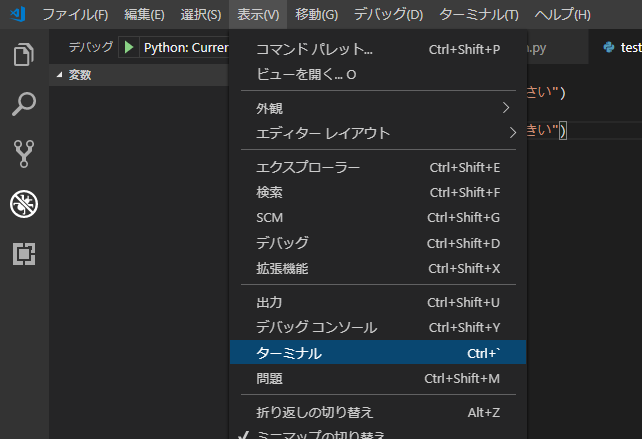 ファイル(F) 編集(E) 選択(S) 表示(V) 移動(G) デバッグ(D) ターミナル(T) ヘルプ(H)
デバッグ Python: Curren .py test
変数
コマンド パレット... Ctrl+Shift+P
ビューを開く... O
さい")
外観
エディター レイアウト
さい")
エクスプローラー Ctrl+Shift+E
検索 Ctrl+Shift+F
SCM Ctrl+Shift+G
デバッグ Ctrl+Shift+D
拡張機能 Ctrl+Shift+X
出力 Ctrl+Shift+U
デバッグ コンソール Ctrl+Shift+Y
ターミナル Ctrl+`
問題 Ctrl+Shift+M
折り返しの切り替え Alt+Z
ミニマップの切り替え